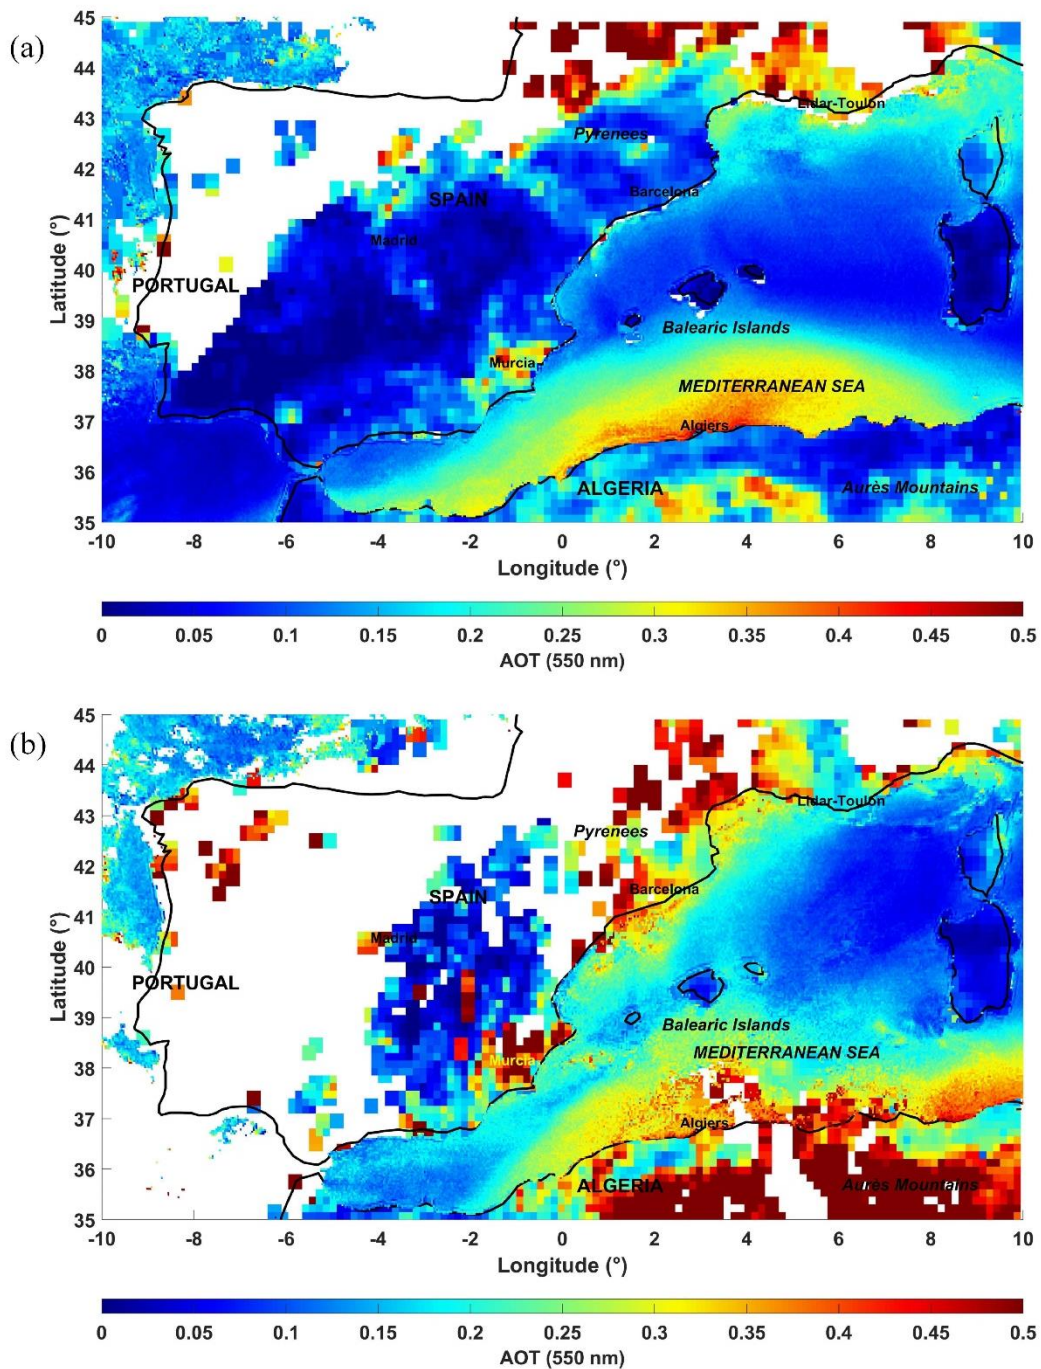 (a)
45
44
43
42
41
40
39
38
37
36
35
Latitude (°)
Lidar-Toulon
Pyrenees
Barcelona
SPAIN
Madrid
PORTUGAL
Balearic Islands
Murcia
MEDITERRANEAN SEA
Algiers
ALGERIA
Aurès Mountains
-10 -8 -6 -4 -2 0 2 4 6 8 10
Longitude (°)
0 0.05 0.1 0.15 0.2 0.25 0.3 0.35 0.4 0.45 0.5
AOT (550 nm)
(b)
45
44
43
42
41
40
39
38
37
36
35
Latitude (°)
Lidar-Toulon
Pyrenees
Barcelona
SPAIN
Madrid
PORTUGAL
Balearic Islands
MEDITERRANEAN SEA
Murcia
Algiers
ALGERIA
Aurès Mountains
-10 -8 -6 -4 -2 0 2 4 6 8 10
Longitude (°)
0 0.05 0.1 0.15 0.2 0.25 0.3 0.35 0.4 0.45 0.5
AOT (550 nm)